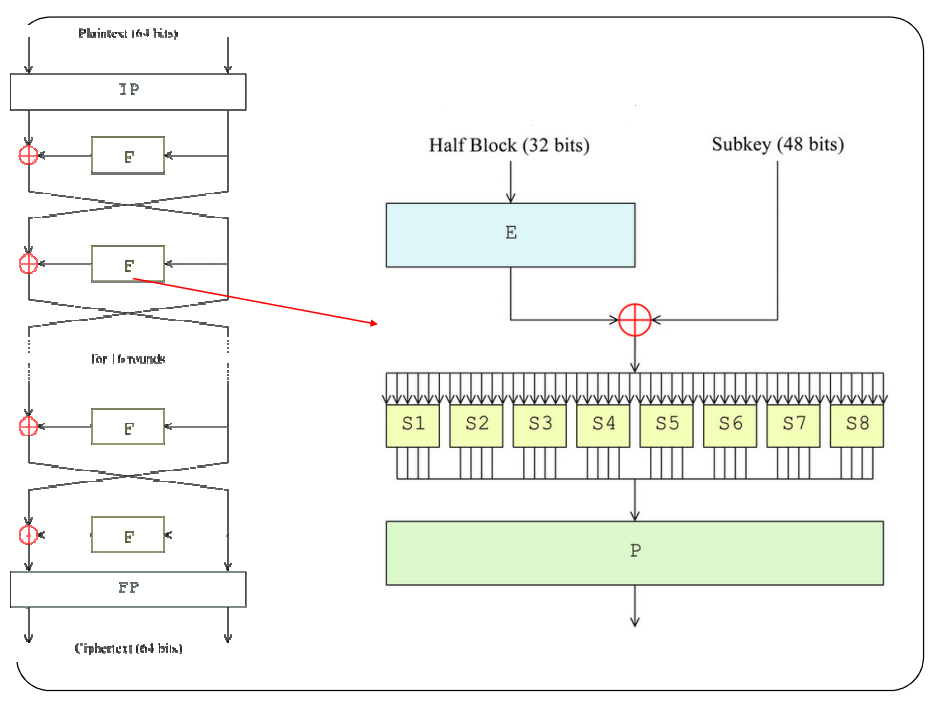 Plaintext (64 bits)
IP
F
F
for 16 rounds
F
F
FP
Ciphertext (64 bits)
Half Block (32 bits)
Subkey (48 bits)
E
S1 S2 S3 S4 S5 S6 S7 S8
P